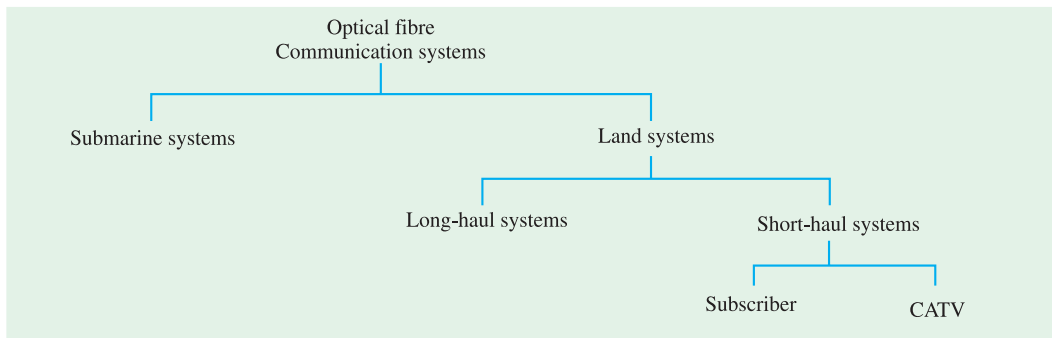 Optical fibre
Communication systems
Submarine systems
Land systems
Long-haul systems
Short-haul systems
Subscriber
CATV